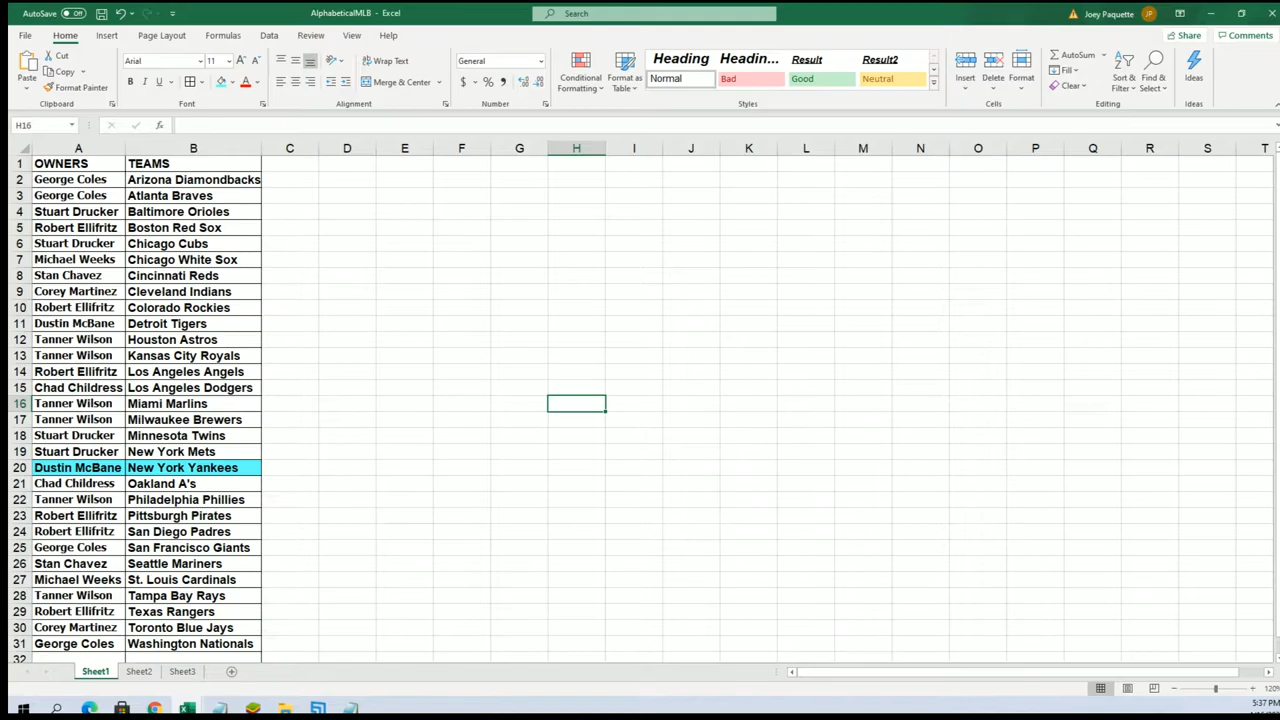 AutoSave Off AlphabeticalMLB - Excel Search Joey Paquette JP
File Home Insert Page Layout Formulas Data Review View Help Share Comments
Paste Cut Copy Format Painter Clipboard
Arial 11 B I U A Font
Wrap Text Merge & Center Alignment
General $ % , Number
Conditional Formatting Format as Table
Heading Headin... Result Result2
Normal Bad Good Neutral
Styles
Insert Delete Format Cells
AutoSum Fill Clear Sort & Filter Find & Select Editing
Ideas Ideas
H16 fx
A B C D E F G H I J K L M N O P Q R S T
1 OWNERS TEAMS
2 George Coles Arizona Diamondbacks
3 George Coles Atlanta Braves
4 Stuart Drucker Baltimore Orioles
5 Robert Ellifritz Boston Red Sox
6 Stuart Drucker Chicago Cubs
7 Michael Weeks Chicago White Sox
8 Stan Chavez Cincinnati Reds
9 Corey Martinez Cleveland Indians
10 Robert Ellifritz Colorado Rockies
11 Dustin McBane Detroit Tigers
12 Tanner Wilson Houston Astros
13 Tanner Wilson Kansas City Royals
14 Robert Ellifritz Los Angeles Angels
15 Chad Childress Los Angeles Dodgers
16 Tanner Wilson Miami Marlins
17 Tanner Wilson Milwaukee Brewers
18 Stuart Drucker Minnesota Twins
19 Stuart Drucker New York Mets
20 Dustin McBane New York Yankees
21 Chad Childress Oakland A's
22 Tanner Wilson Philadelphia Phillies
23 Robert Ellifritz Pittsburgh Pirates
24 Robert Ellifritz San Diego Padres
25 George Coles San Francisco Giants
26 Stan Chavez Seattle Mariners
27 Michael Weeks St. Louis Cardinals
28 Tanner Wilson Tampa Bay Rays
29 Robert Ellifritz Texas Rangers
30 Corey Martinez Toronto Blue Jays
31 George Coles Washington Nationals
32
Sheet1 Sheet2 Sheet3
120%
5:37 PM